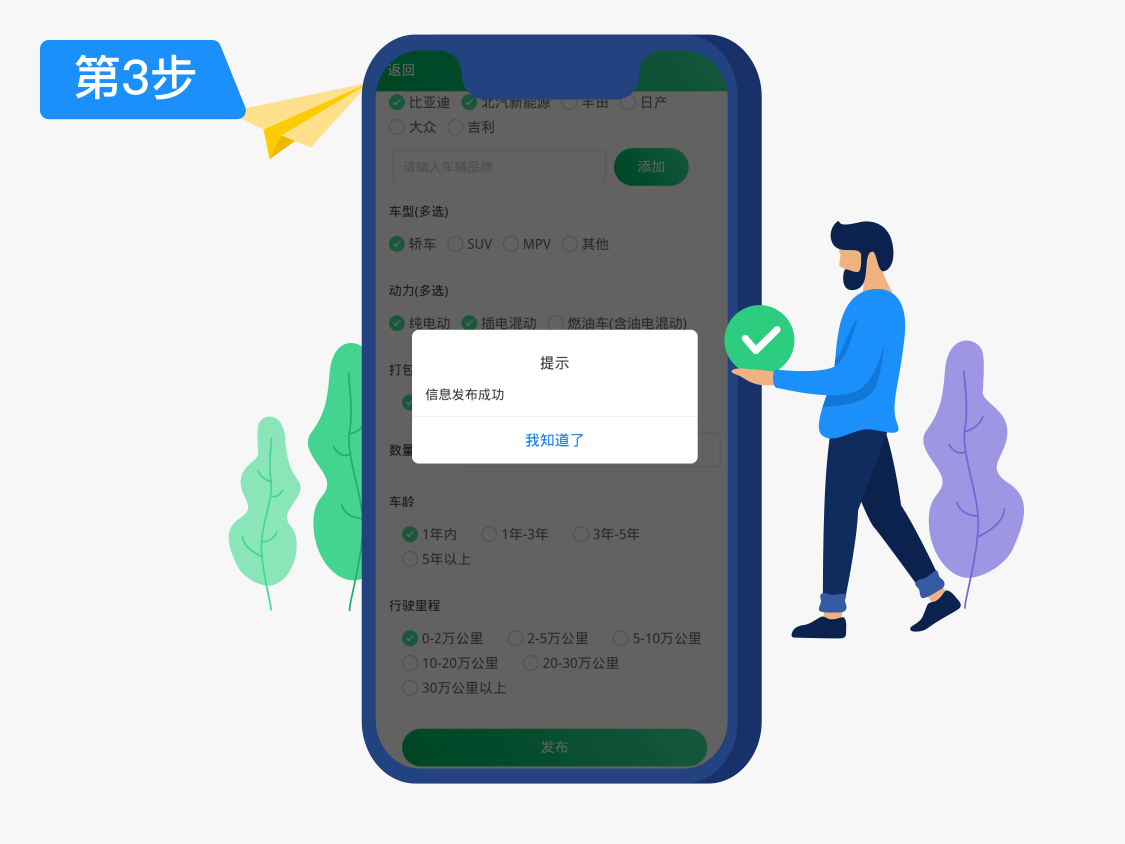 第3步
返回
比亚迪 北汽新能源 丰田 日产
大众 吉利
请输入车辆品牌 添加
车型(多选)
轿车 SUV MPV 其他
动力(多选)
纯电动 插电混动 燃油车(含油电混动)
打包
提示
信息发布成功
我知道了
数量
车龄
1年内 1年-3年 3年-5年
5年以上
行驶里程
0-2万公里 2-5万公里 5-10万公里
10-20万公里 20-30万公里
30万公里以上
发布